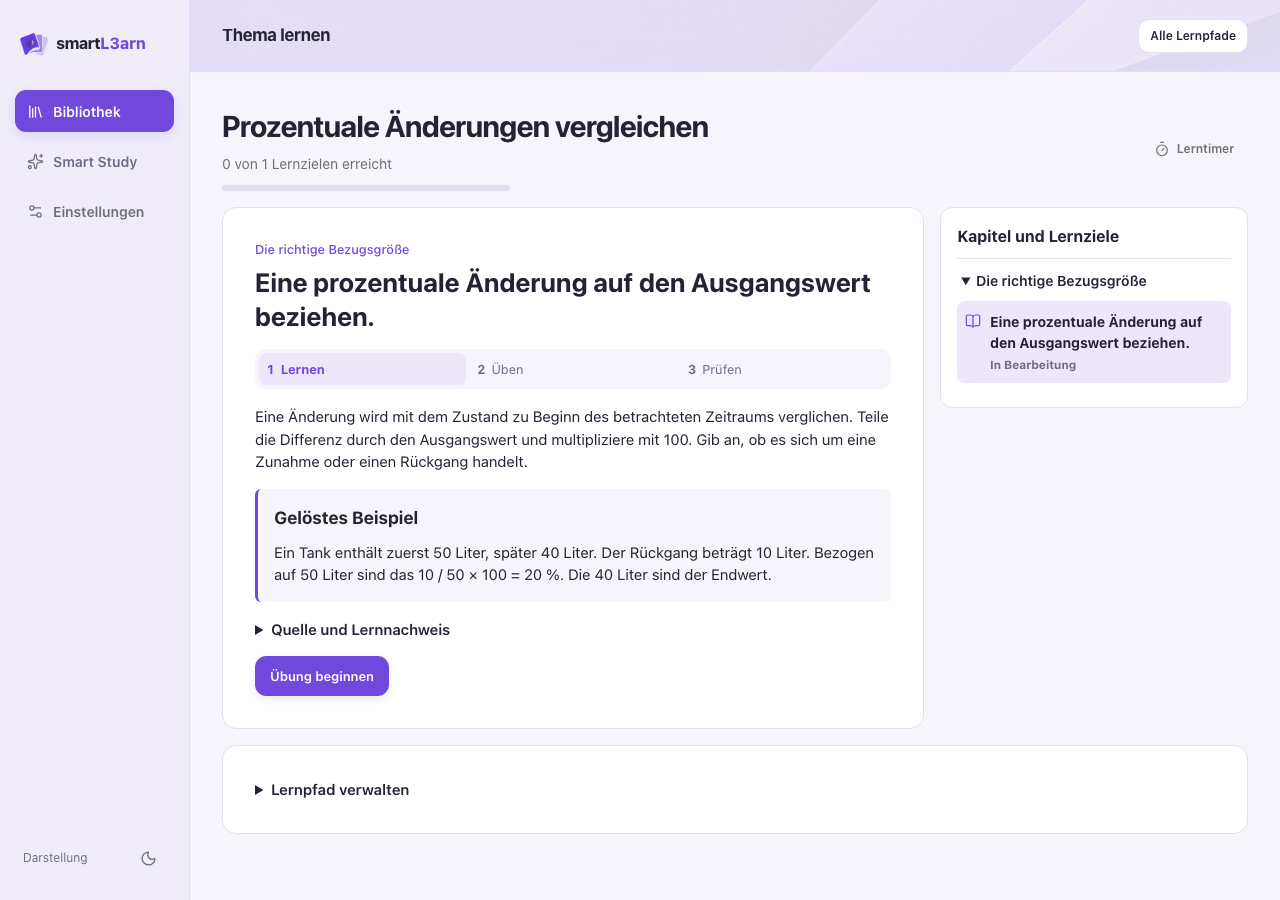 smartL3arn
Bibliothek
Smart Study
Einstellungen
Darstellung
Thema lernen
Alle Lernpfade
Prozentuale Änderungen vergleichen
0 von 1 Lernzielen erreicht
Lerntimer
Die richtige Bezugsgröße
Eine prozentuale Änderung auf den Ausgangswert
beziehen.
1 Lernen
2 Üben
3 Prüfen
Eine Änderung wird mit dem Zustand zu Beginn des betrachteten Zeitraums verglichen. Teile
die Differenz durch den Ausgangswert und multipliziere mit 100. Gib an, ob es sich um eine
Zunahme oder einen Rückgang handelt.
Gelöstes Beispiel
Ein Tank enthält zuerst 50 Liter, später 40 Liter. Der Rückgang beträgt 10 Liter. Bezogen
auf 50 Liter sind das 10 / 50 × 100 = 20 %. Die 40 Liter sind der Endwert.
Quelle und Lernnachweis
Übung beginnen
Kapitel und Lernziele
Die richtige Bezugsgröße
Eine prozentuale Änderung auf
den Ausgangswert beziehen.
In Bearbeitung
Lernpfad verwalten